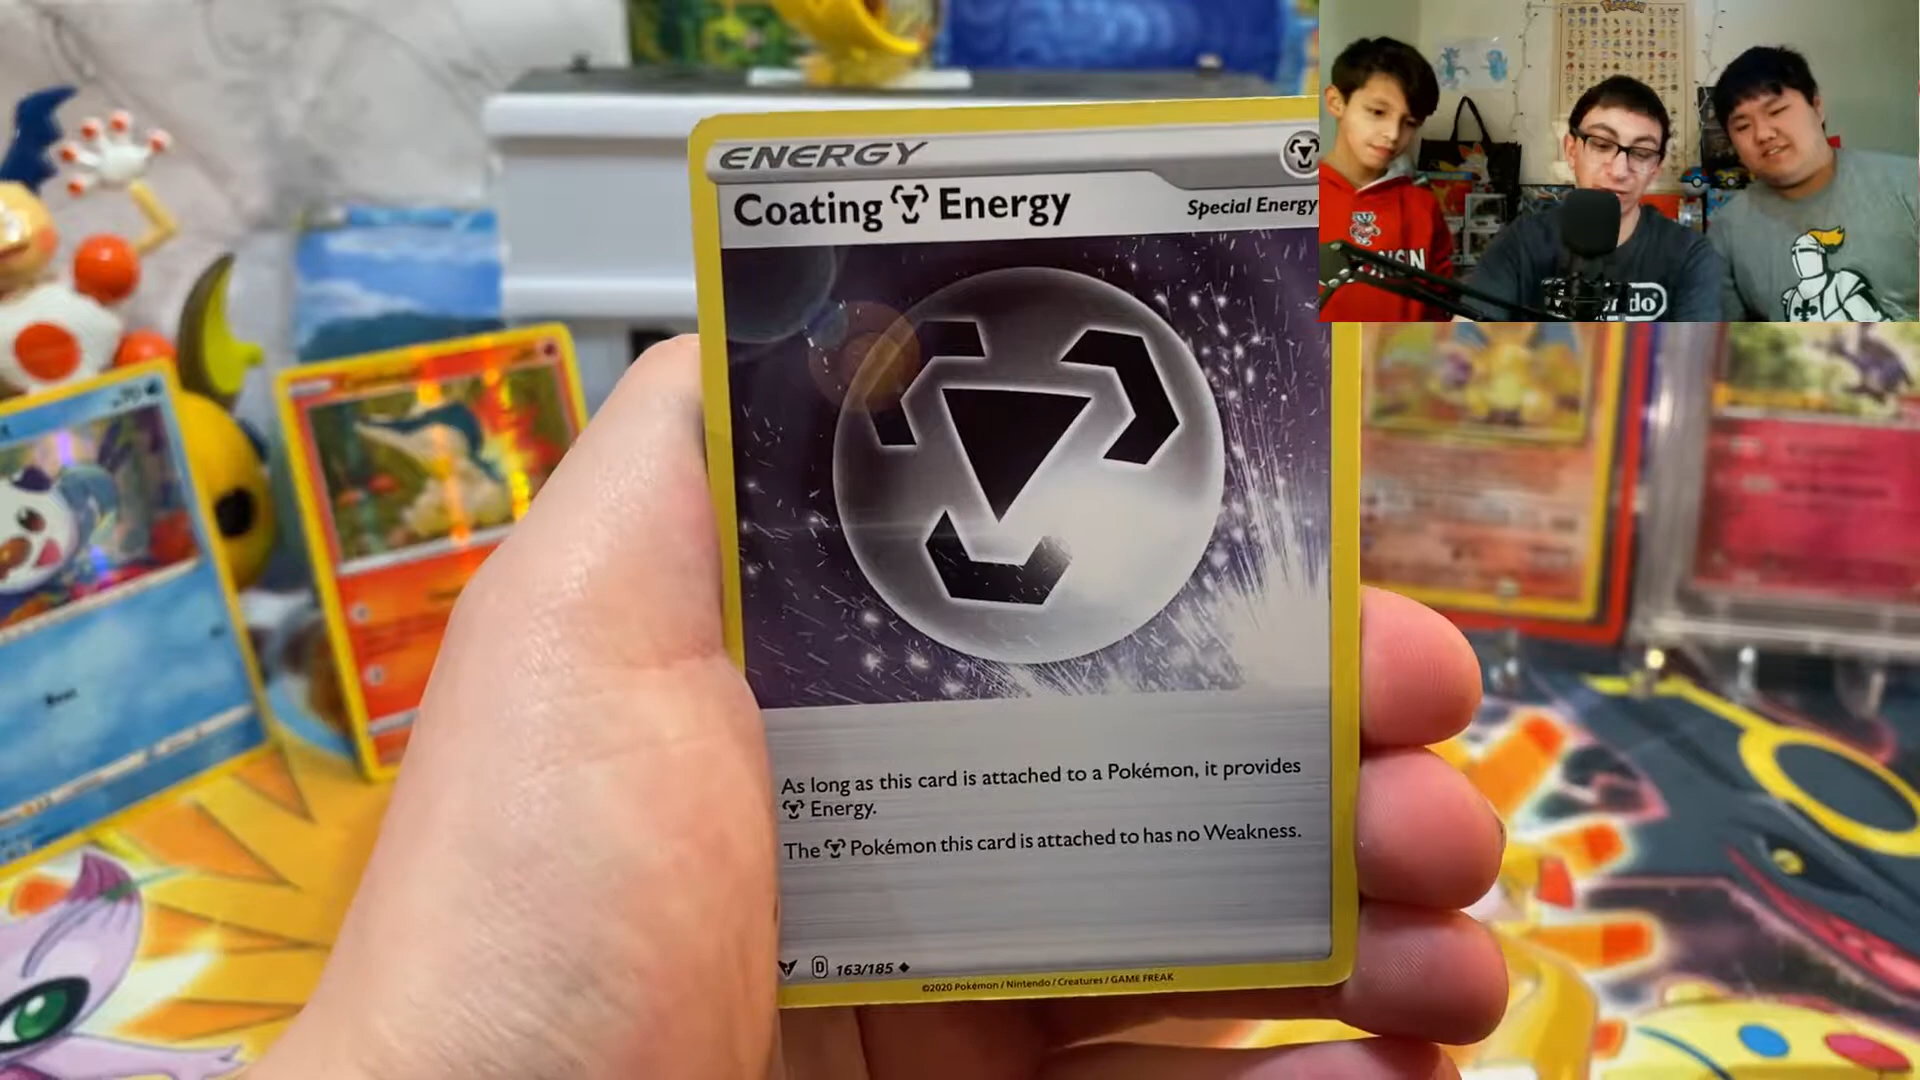 ENERGY
Coating Energy
Special Energy
As long as this card is attached to a Pokémon, it provides
Energy.
The Pokémon this card is attached to has no Weakness.
D 163/185
©2020 Pokémon / Nintendo / Creatures / GAME FREAK